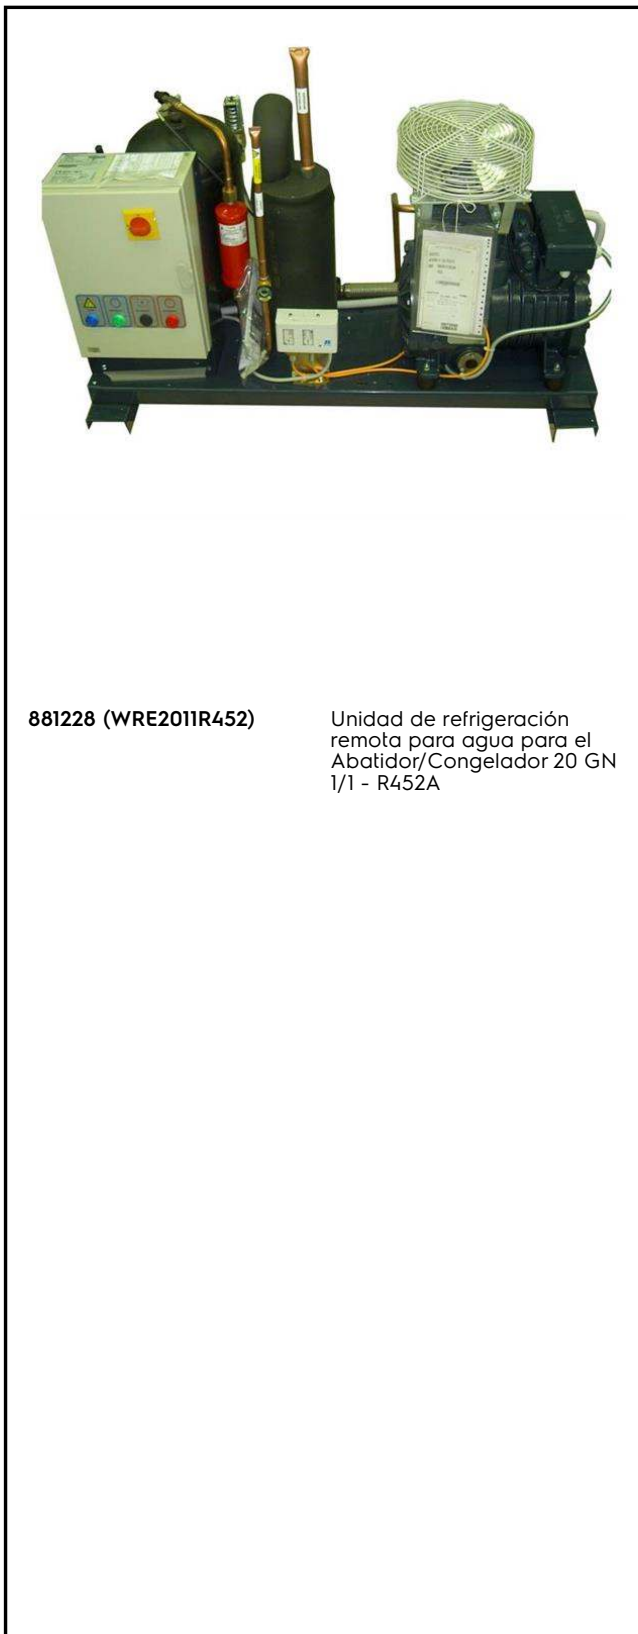 881228 (WRE2011R452)
Unidad de refrigeración
remota para agua para el
Abatidor/Congelador 20 GN
1/1 - R452A